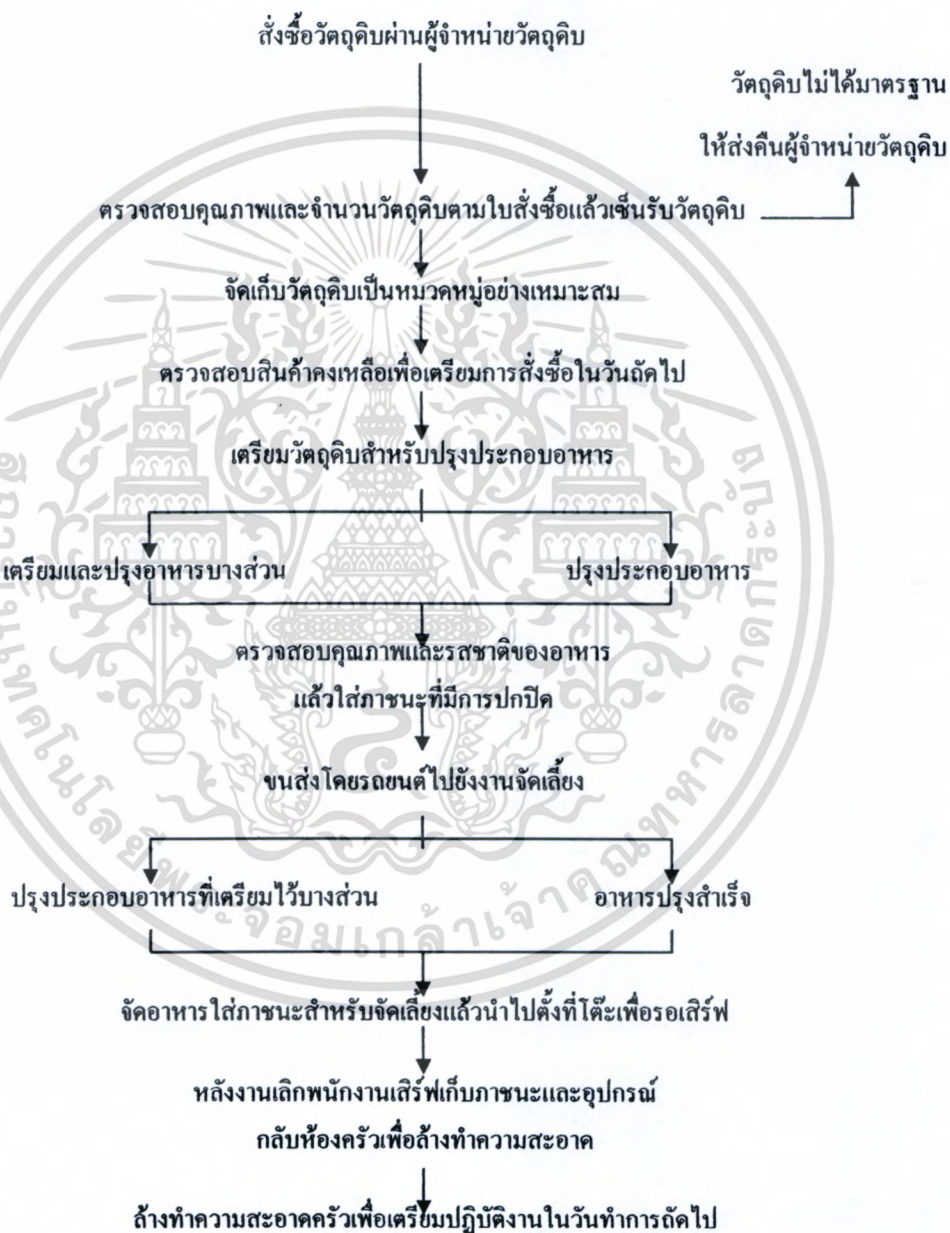 สั่งซื้อวัตถุดิบผ่านผู้จำหน่ายวัตถุดิบ
วัตถุดิบไม่ได้มาตรฐาน
ให้ส่งคืนผู้จำหน่ายวัตถุดิบ
ตรวจสอบคุณภาพและจำนวนวัตถุดิบตามใบสั่งซื้อแล้วเซ็นรับวัตถุดิบ
จัดเก็บวัตถุดิบเป็นหมวดหมู่อย่างเหมาะสม
ตรวจสอบสินค้าคงเหลือเพื่อเตรียมการสั่งซื้อในวันถัดไป
เตรียมวัตถุดิบสำหรับปรุงประกอบอาหาร
เตรียมและปรุงอาหารบางส่วน
ปรุงประกอบอาหาร
ตรวจสอบคุณภาพและรสชาติของอาหาร
แล้วใส่ภาชนะที่มีการปกปิด
ขนส่งโดยรถยนต์ไปยังงานจัดเลี้ยง
ปรุงประกอบอาหารที่เตรียมไว้บางส่วน
อาหารปรุงสำเร็จ
จัดอาหารใส่ภาชนะสำหรับจัดเลี้ยงแล้วนำไปตั้งที่โต๊ะเพื่อรอเสิร์ฟ
หลังงานเลิกพนักงานเสิร์ฟเก็บภาชนะและอุปกรณ์
กลับห้องครัวเพื่อล้างทำความสะอาด
ล้างทำความสะอาดครัวเพื่อเตรียมปฏิบัติงานในวันทำการถัดไป